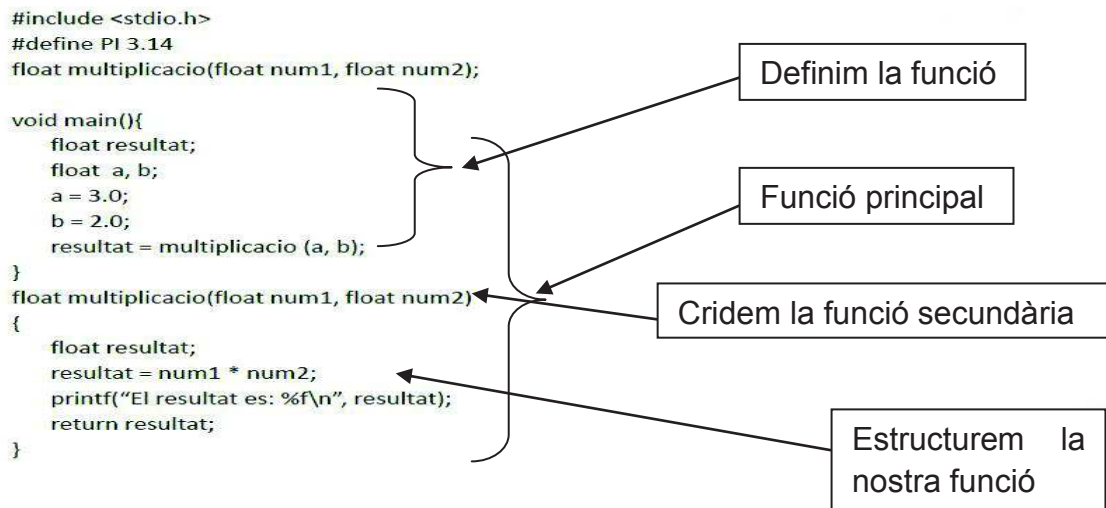 #include <stdio.h>
#define PI 3.14
float multiplicacio(float num1, float num2);
void main(){
float resultat;
float a, b;
a = 3.0;
b = 2.0;
resultat = multiplicacio (a, b);
}
float multiplicacio(float num1, float num2)
{
float resultat;
resultat = num1 * num2;
printf(“El resultat es: %f\n”, resultat);
return resultat;
}
Definim la funció
Funció principal
Cridem la funció secundària
Estructurem la
nostra funció